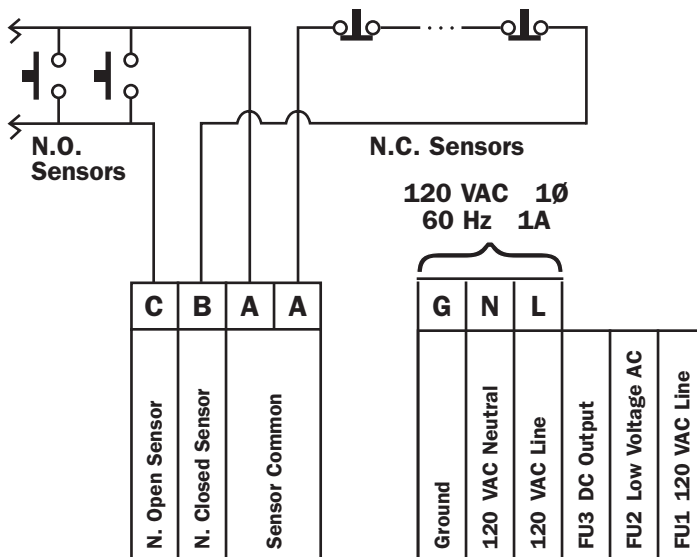 N.O.
Sensors
N.C. Sensors
120 VAC 1Ø
60 Hz 1A
C B A A
G N L
N. Open Sensor
N. Closed Sensor
Sensor Common
Ground
120 VAC Neutral
120 VAC Line
FU3 DC Output
FU2 Low Voltage AC
FU1 120 VAC Line